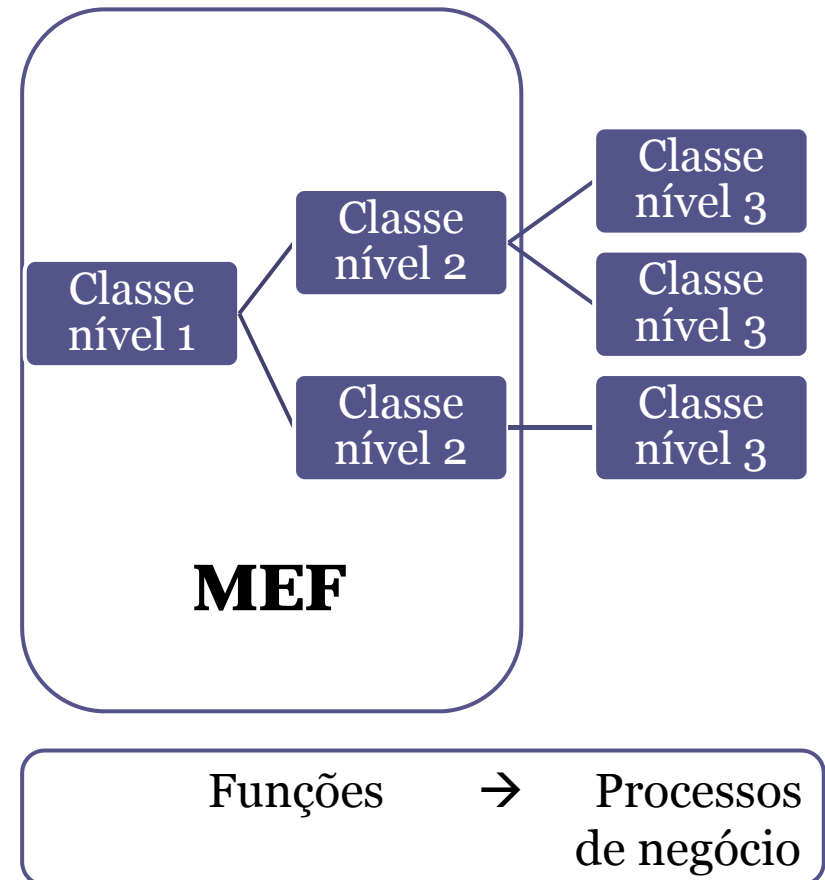 Classe
nível 1
Classe
nível 2
Classe
nível 2
Classe
nível 3
Classe
nível 3
Classe
nível 3
MEF
Funções → Processos
de negócio